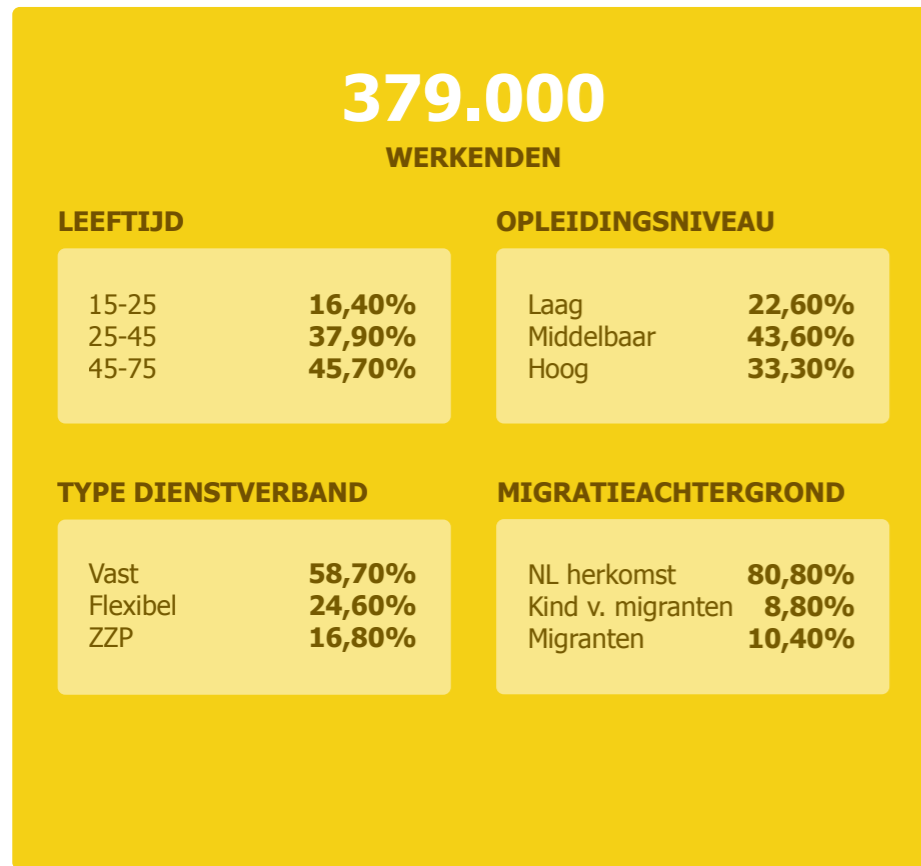 379.000
WERKENDEN
LEEFTIJD
15-25 16,40%
25-45 37,90%
45-75 45,70%
OPLEIDINGSNIVEAU
Laag 22,60%
Middelbaar 43,60%
Hoog 33,30%
TYPE DIENSTVERBAND
Vast 58,70%
Flexibel 24,60%
ZZP 16,80%
MIGRATIEACHTERGROND
NL herkomst 80,80%
Kind v. migranten 8,80%
Migranten 10,40%